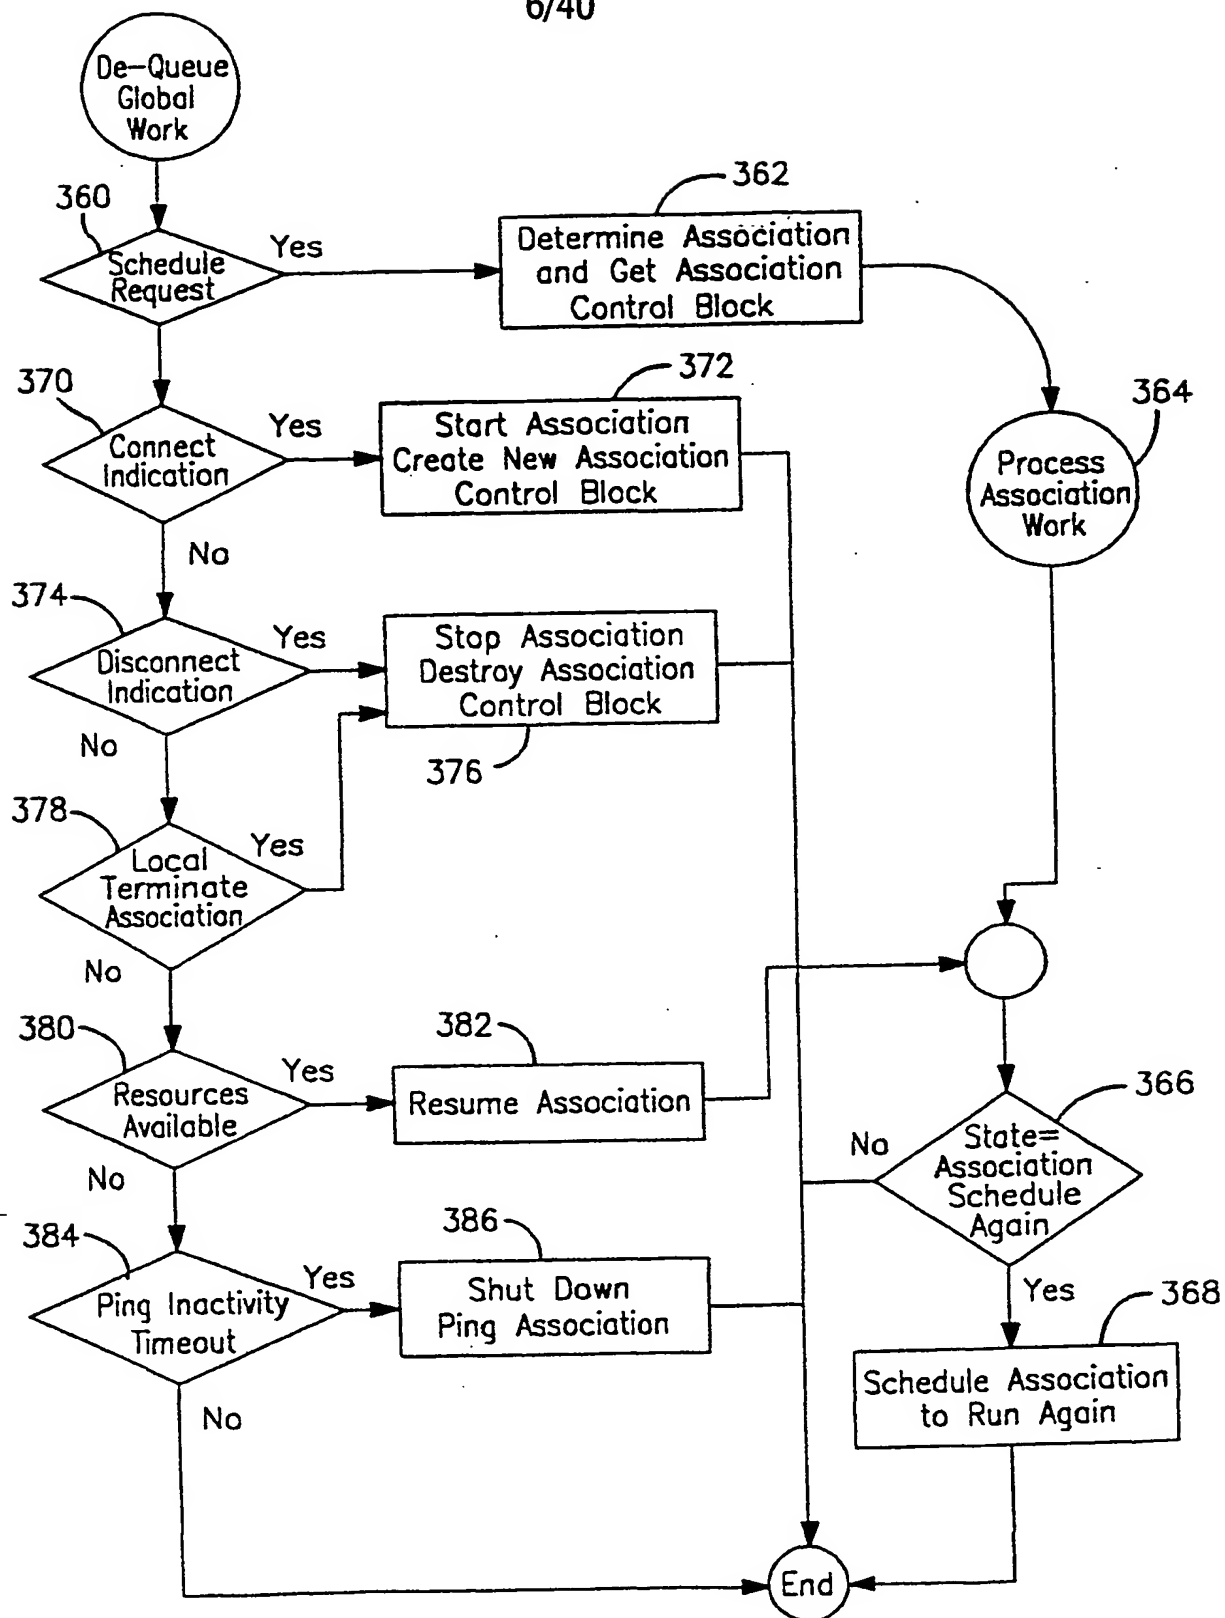 6/40
De-Queue
Global
Work
360
Schedule
Request
Yes
362
Determine Association
and Get Association
Control Block
370
Connect
Indication
Yes
372
Start Association
Create New Association
Control Block
364
Process
Association
Work
No
374
Disconnect
Indication
Yes
Stop Association
Destroy Association
Control Block
376
No
378
Local
Terminate
Association
Yes
No
380
Resources
Available
Yes
382
Resume Association
366
State=
Association
Schedule
Again
No
No
384
Ping Inactivity
Timeout
Yes
386
Shut Down
Ping Association
Yes
368
Schedule Association
to Run Again
No
End